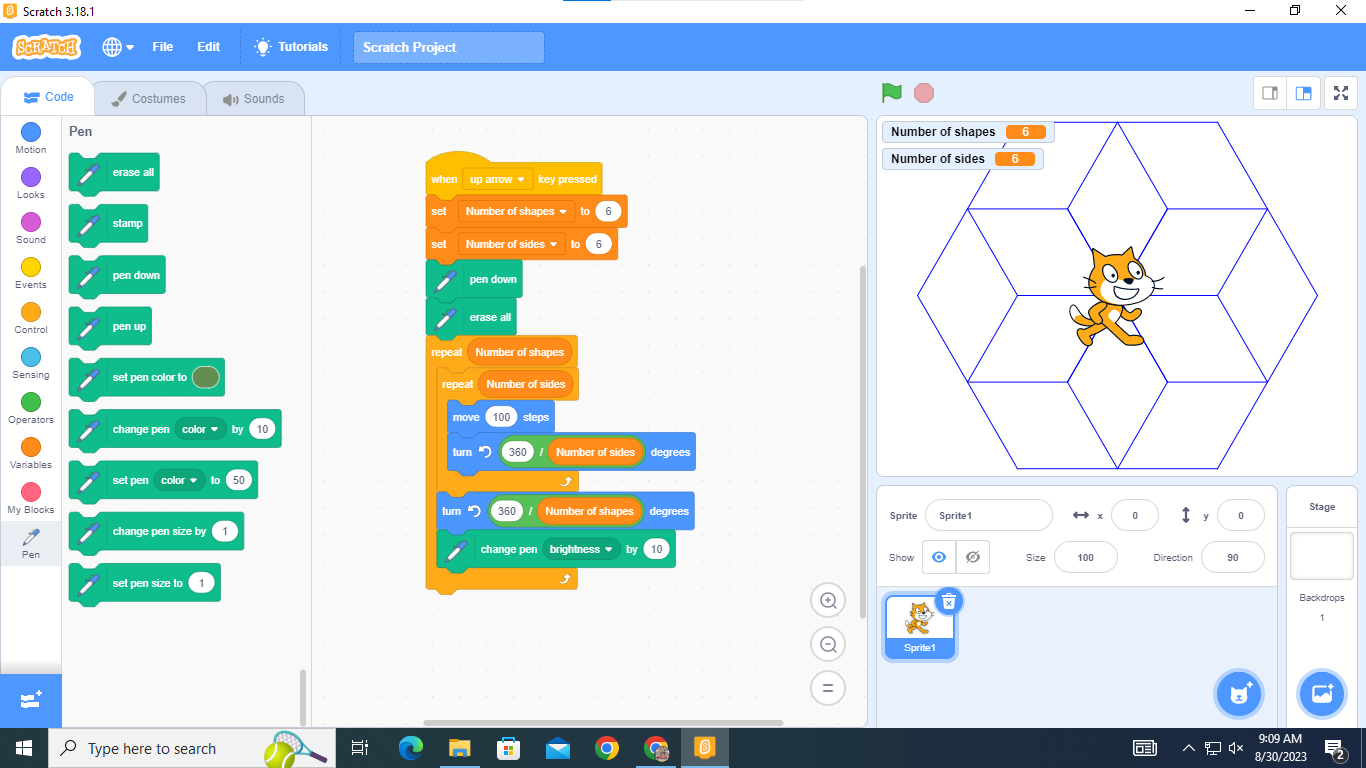 Scratch 3.18.1
SCRATCH
File
Edit
Tutorials
Scratch Project
Code
Costumes
Sounds
Motion
Looks
Sound
Events
Control
Sensing
Operators
Variables
My Blocks
Pen
Pen
erase all
stamp
pen down
pen up
set pen color to
change pen color by 10
set pen color to 50
change pen size by 1
set pen size to 1
when up arrow key pressed
set Number of shapes to 6
set Number of sides to 6
pen down
erase all
repeat Number of shapes
repeat Number of sides
move 100 steps
turn 360 / Number of sides degrees
turn 360 / Number of shapes degrees
change pen brightness by 10
Number of shapes 6
Number of sides 6
Sprite Sprite1 x 0 y 0
Show Size 100 Direction 90
Sprite1
Stage
Backdrops
1
Type here to search
9:09 AM
8/30/2023
2